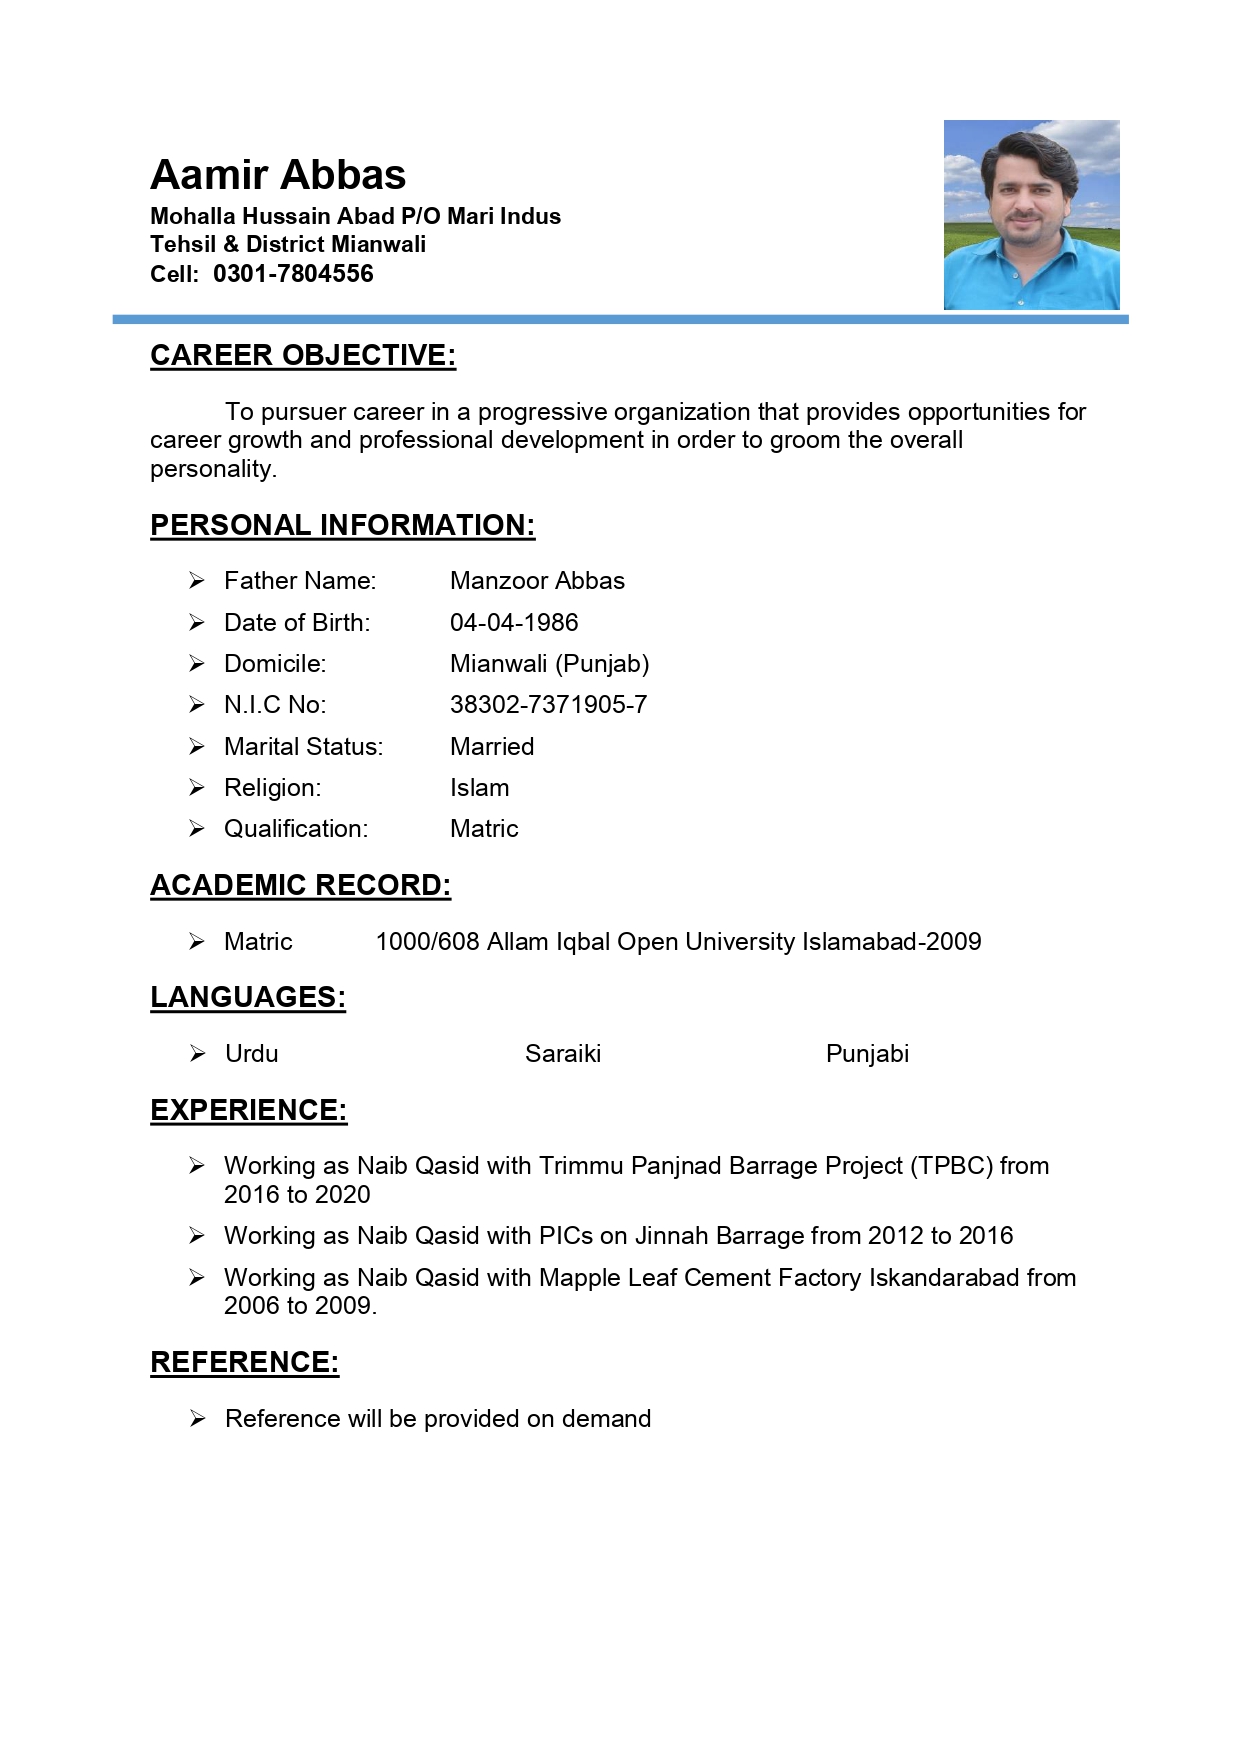 Aamir Abbas
Mohalla Hussain Abad P/O Mari Indus
Tehsil & District Mianwali
Cell: 0301-7804556
CAREER OBJECTIVE:
To pursuer career in a progressive organization that provides opportunities for
career growth and professional development in order to groom the overall
personality.
PERSONAL INFORMATION:
➢ Father Name: Manzoor Abbas
➢ Date of Birth: 04-04-1986
➢ Domicile: Mianwali (Punjab)
➢ N.I.C No: 38302-7371905-7
➢ Marital Status: Married
➢ Religion: Islam
➢ Qualification: Matric
ACADEMIC RECORD:
➢ Matric 1000/608 Allam Iqbal Open University Islamabad-2009
LANGUAGES:
➢ Urdu Saraiki Punjabi
EXPERIENCE:
➢ Working as Naib Qasid with Trimmu Panjnad Barrage Project (TPBC) from
2016 to 2020
➢ Working as Naib Qasid with PICs on Jinnah Barrage from 2012 to 2016
➢ Working as Naib Qasid with Mapple Leaf Cement Factory Iskandarabad from
2006 to 2009.
REFERENCE:
➢ Reference will be provided on demand